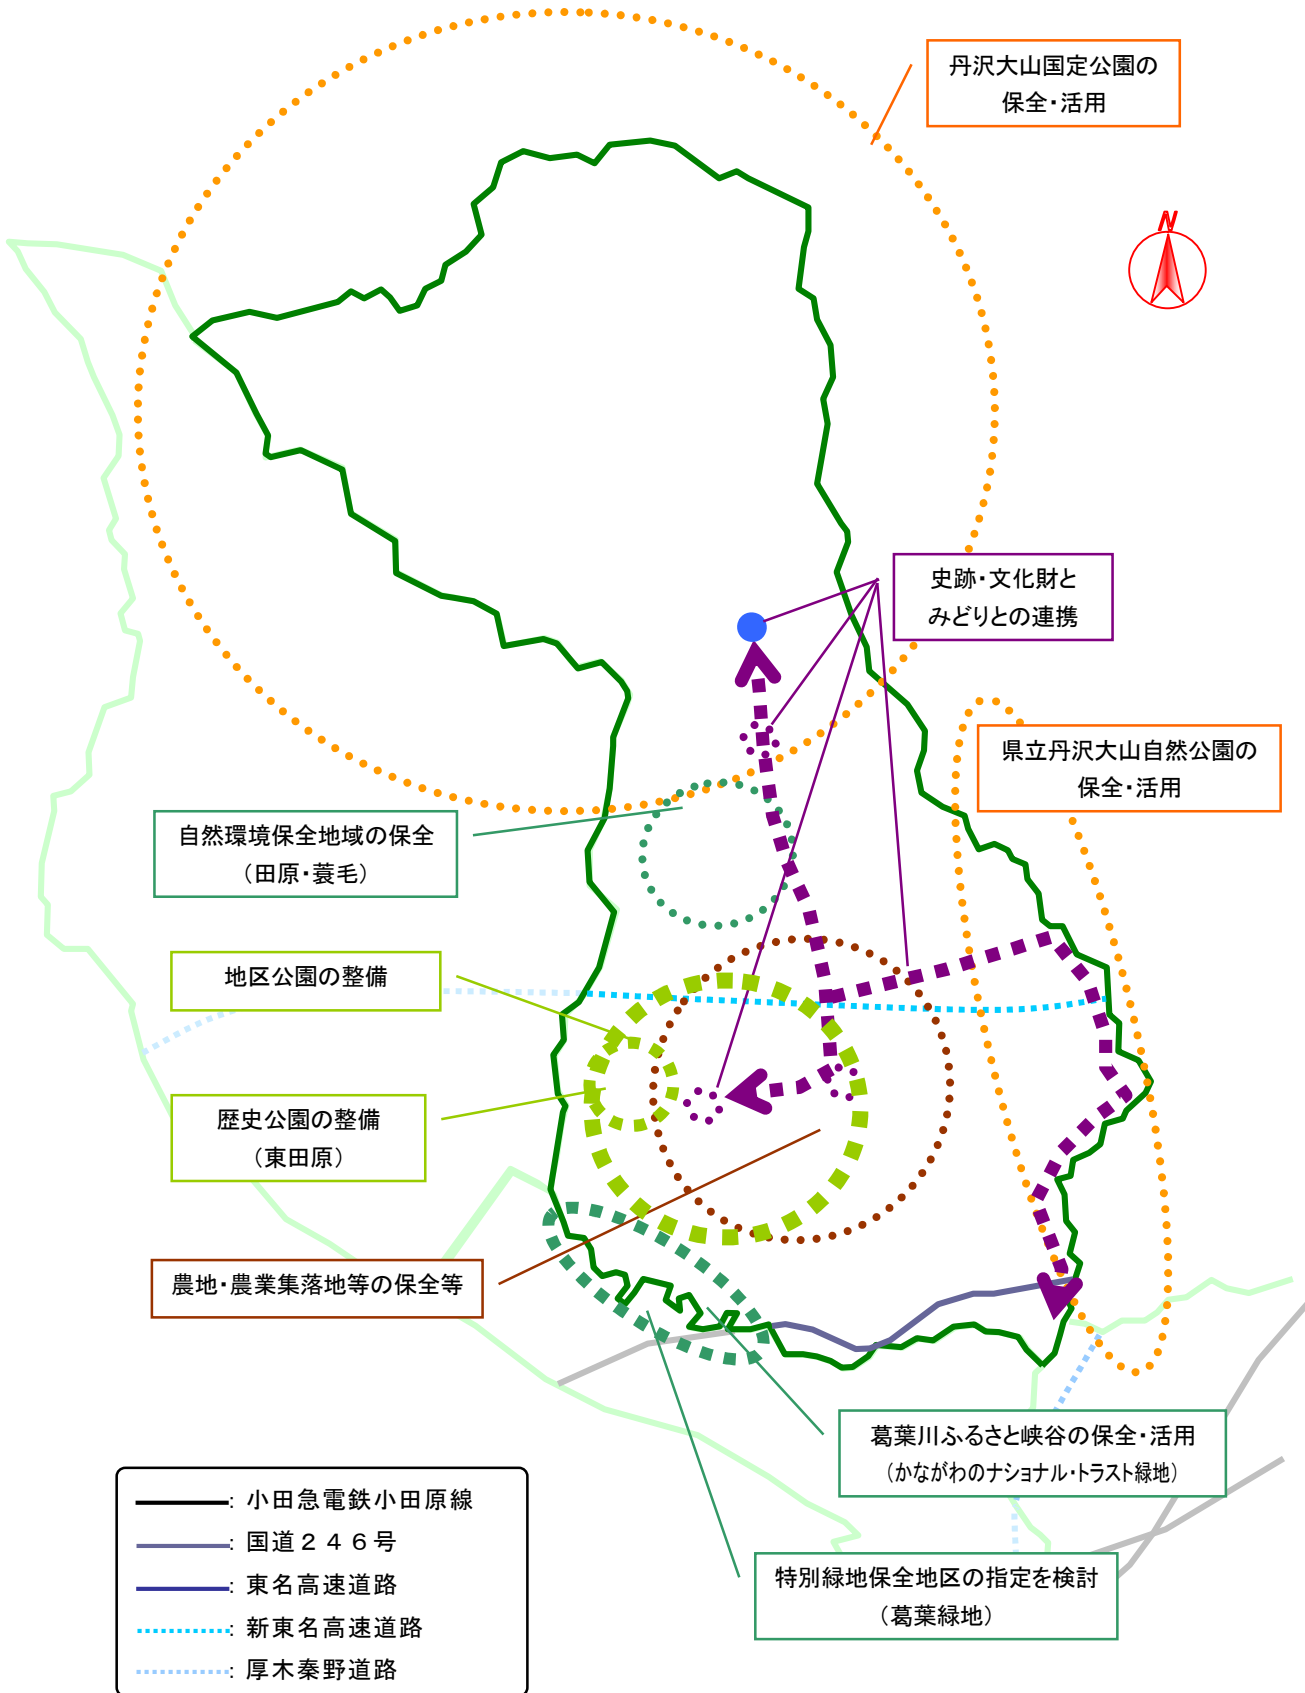 丹沢大山国定公園の
保全・活用
N
史跡・文化財と
みどりとの連携
県立丹沢大山自然公園の
保全・活用
自然環境保全地域の保全
（田原・蓑毛）
地区公園の整備
歴史公園の整備
（東田原）
農地・農業集落地等の保全等
葛葉川ふるさと峡谷の保全・活用
（かながわのナショナル・トラスト緑地）
特別緑地保全地区の指定を検討
（葛葉緑地）
：小田急電鉄小田原線
：国道２４６号
：東名高速道路
：新東名高速道路
：厚木秦野道路